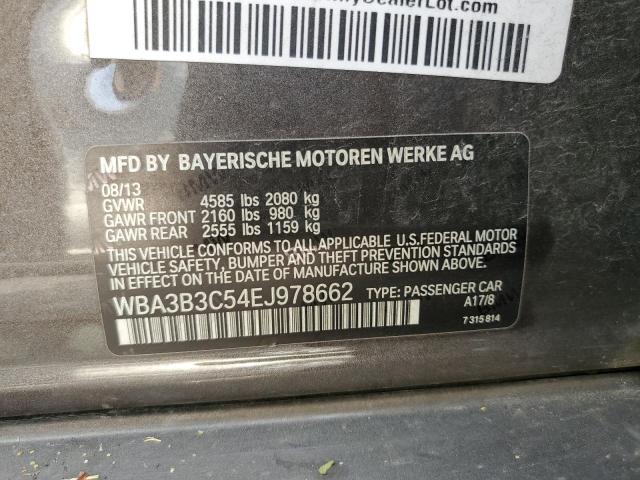 MFD BY BAYERISCHE MOTOREN WERKE AG
08/13
GVWR 4585 lbs 2080 kg
GAWR FRONT 2160 lbs 980 kg
GAWR REAR 2555 lbs 1159 kg
THIS VEHICLE CONFORMS TO ALL APPLICABLE U.S.FEDERAL MOTOR
VEHICLE SAFETY, BUMPER, AND THEFT PREVENTION STANDARDS
IN EFFECT ON THE DATE OF MANUFACTURE SHOWN ABOVE.
WBA3B3C54EJ978662 TYPE: PASSENGER CAR
A17/8
7 315 814